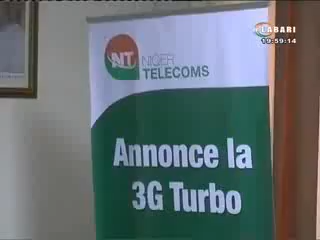 LABARI
19:59:14
NT
NIGER
TELECOMS
Annonce la
3G Turbo